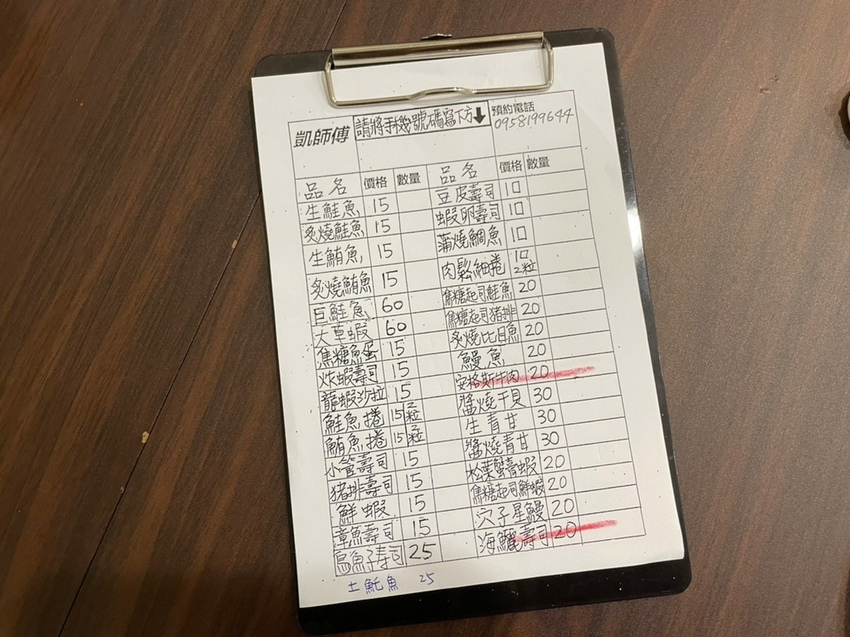 凱師傅
請將手機號碼寫下方⬇
預約電話
0958199644
品名 價格 數量
生鮭魚 15
炙燒鮭魚 15
生鮪魚 15
炙燒鮪魚 15
巨鮭魚 60
大草蝦 60
焦糖魚蛋 15
炸蝦壽司 15
龍蝦沙拉 15
鮭魚捲 15 2粒
鮪魚捲 15 2粒
小管壽司 15
豬排壽司 15
鮮蝦 15
章魚壽司 15
烏魚子壽司 25
土魠魚 25
品名 價格 數量
豆皮壽司 10
蝦卵壽司 10
蒲燒鯛魚 10
肉鬆細捲 10 2粒
焦糖起司鮭魚 20
焦糖起司豬排 20
炙燒比目魚 20
鰻魚 20
安格斯牛肉 20
醬燒干貝 30
生青甘 30
醬燒青甘 30
松葉蟹青蝦 20
焦糖起司鮮蝦 20
穴子星鰻 20
海鱺壽司 20